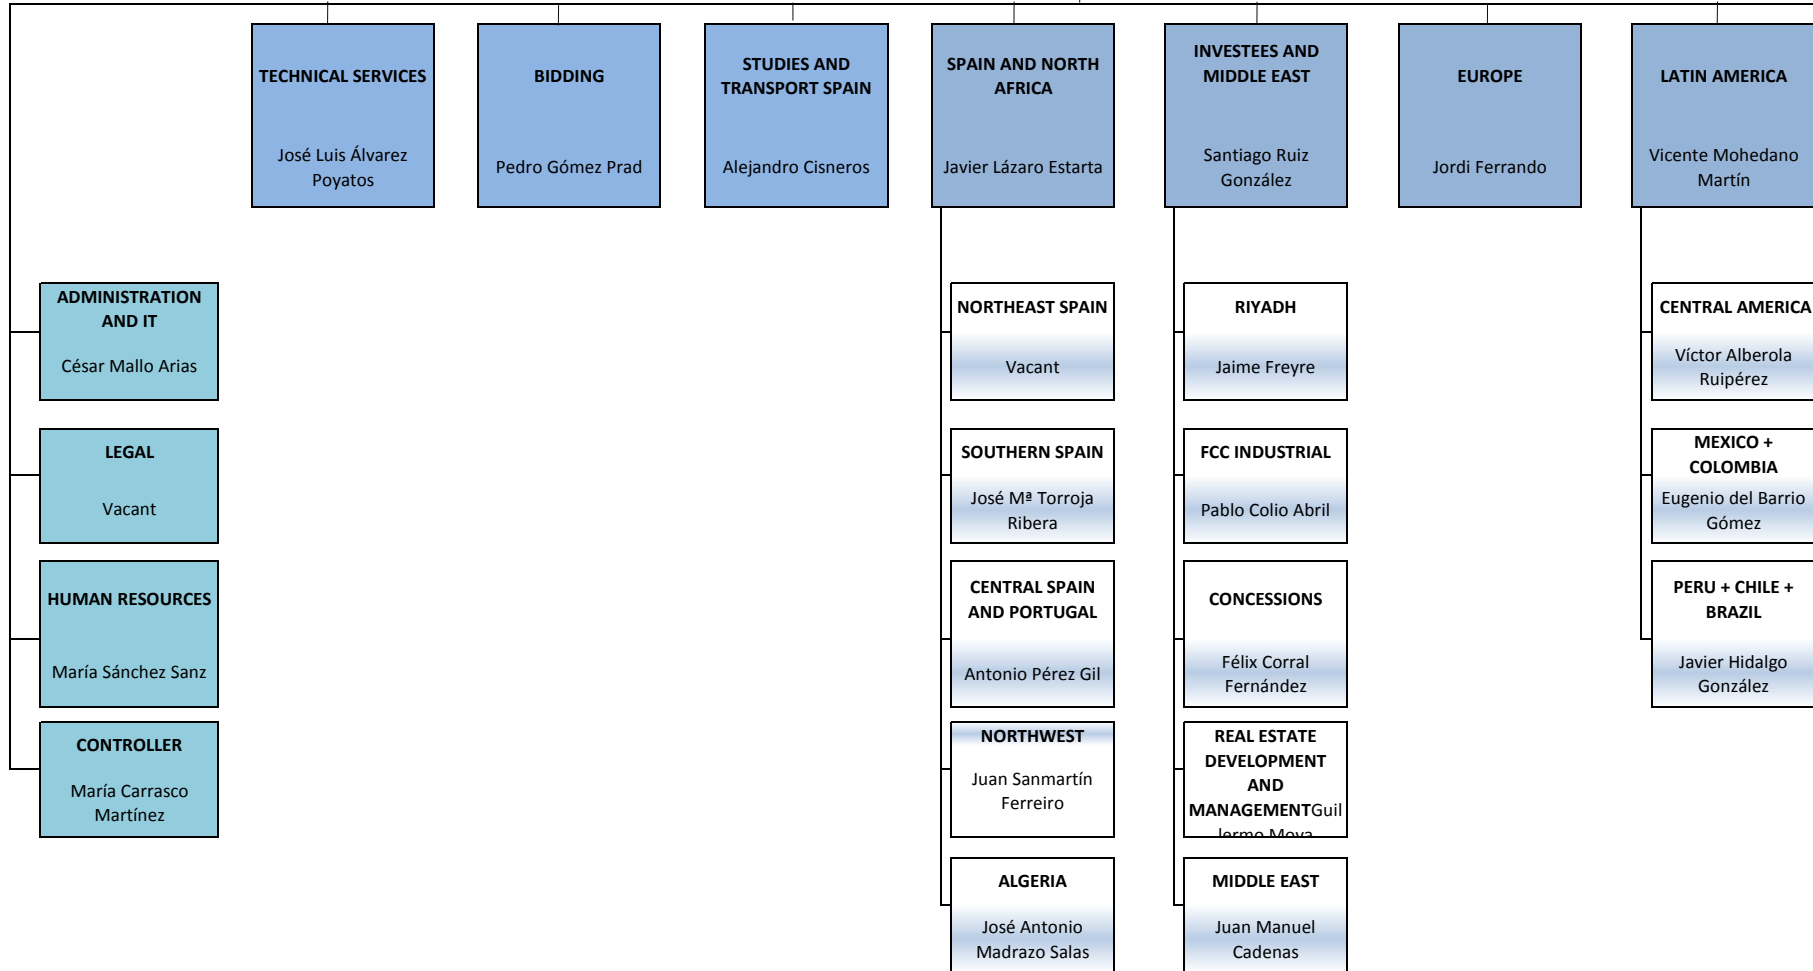 TECHNICAL SERVICES
José Luis Álvarez
Poyatos
BIDDING
Pedro Gómez Prad
STUDIES AND
TRANSPORT SPAIN
Alejandro Cisneros
SPAIN AND NORTH
AFRICA
Javier Lázaro Estarta
INVESTEES AND
MIDDLE EAST
Santiago Ruiz
González
EUROPE
Jordi Ferrando
LATIN AMERICA
Vicente Mohedano
Martín
ADMINISTRATION
AND IT
César Mallo Arias
LEGAL
Vacant
HUMAN RESOURCES
María Sánchez Sanz
CONTROLLER
María Carrasco
Martínez
NORTHEAST SPAIN
Vacant
SOUTHERN SPAIN
José Mª Torroja
Ribera
CENTRAL SPAIN
AND PORTUGAL
Antonio Pérez Gil
NORTHWEST
Juan Sanmartín
Ferreiro
ALGERIA
José Antonio
Madrazo Salas
RIYADH
Jaime Freyre
FCC INDUSTRIAL
Pablo Colio Abril
CONCESSIONS
Félix Corral
Fernández
REAL ESTATE
DEVELOPMENT
AND
MANAGEMENTGuil
lermo Moya
MIDDLE EAST
Juan Manuel
Cadenas
CENTRAL AMERICA
Víctor Alberola
Ruipérez
MEXICO +
COLOMBIA
Eugenio del Barrio
Gómez
PERU + CHILE +
BRAZIL
Javier Hidalgo
González